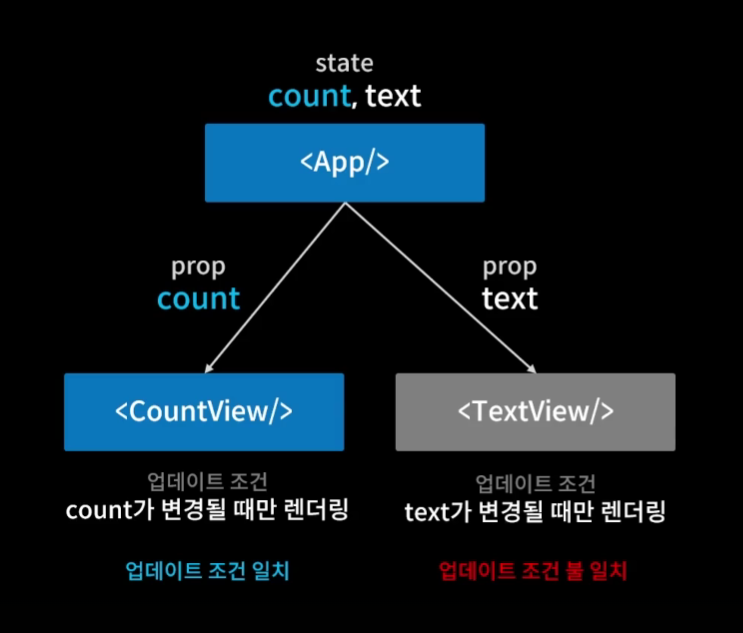 state
count, text
<App/>
prop
count
prop
text
<CountView/>
<TextView/>
업데이트 조건
count가 변경될 때만 렌더링
업데이트 조건
text가 변경될 때만 렌더링
업데이트 조건 일치
업데이트 조건 불 일치